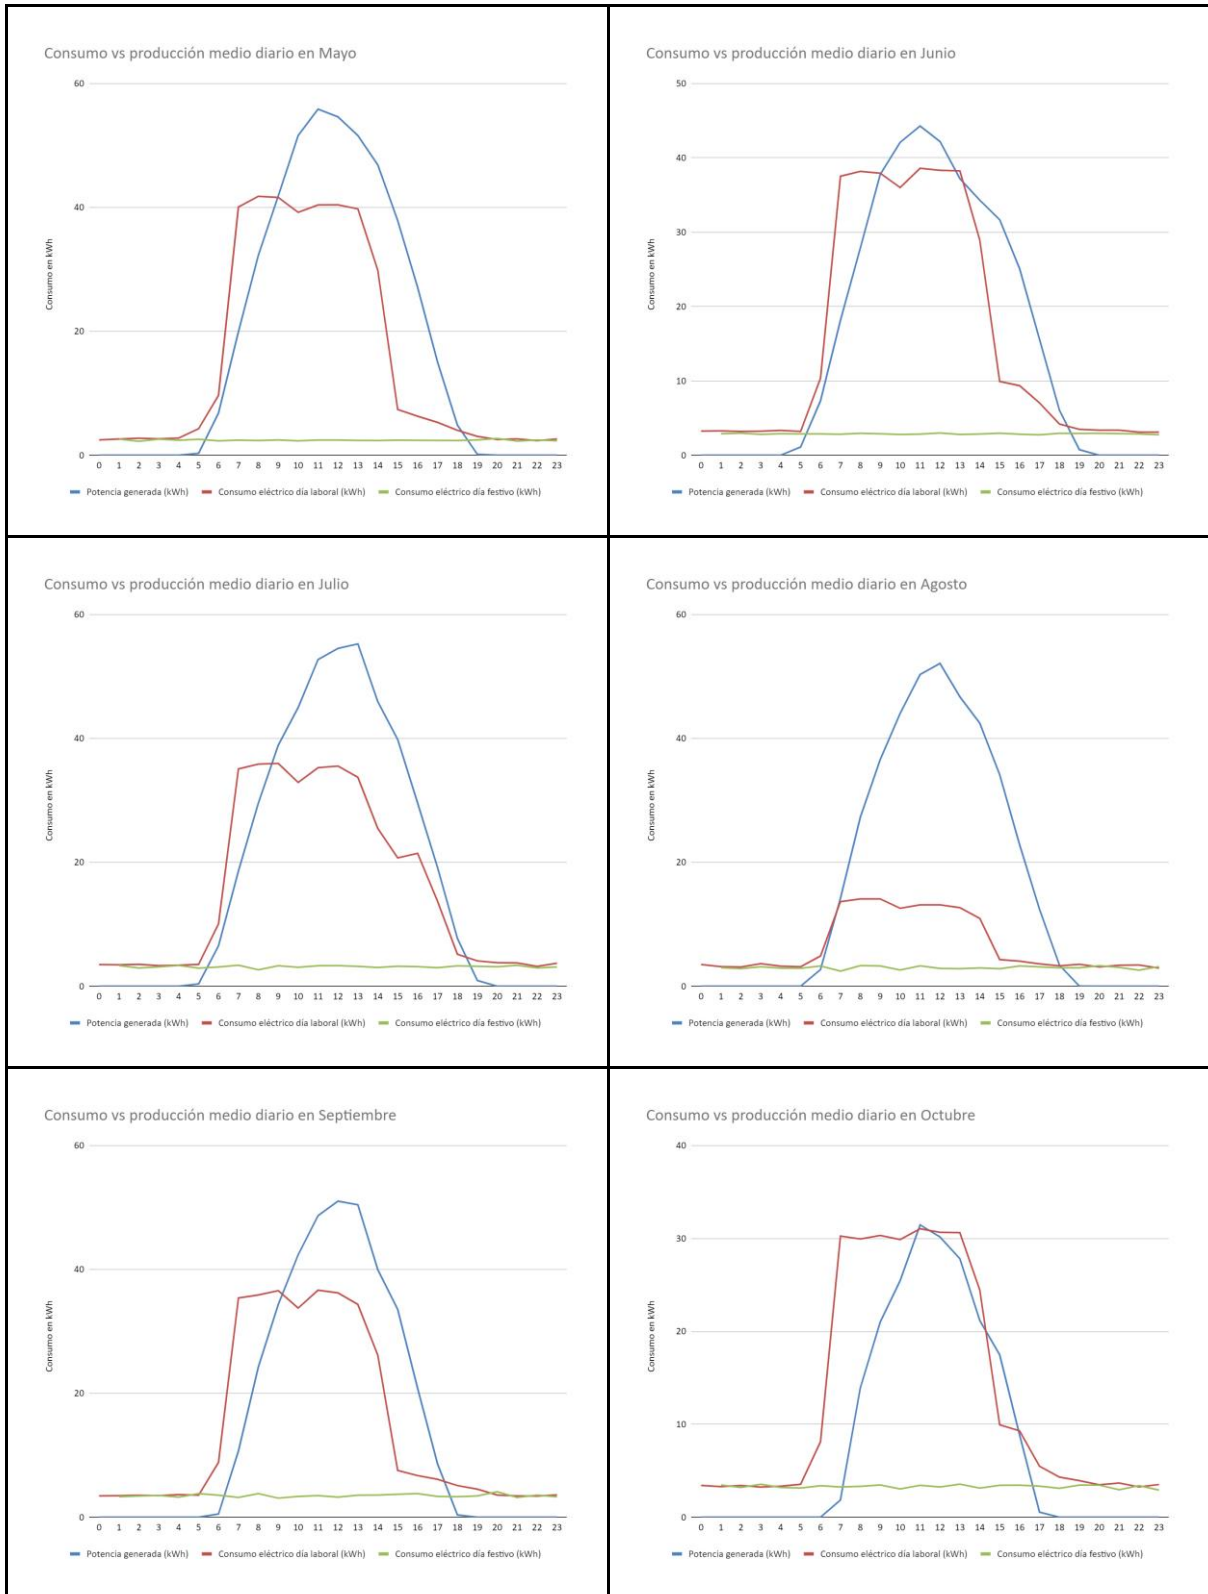 Consumo vs producción medio diario en Mayo
60
40
20
0
Consumo en kWh
0 1 2 3 4 5 6 7 8 9 10 11 12 13 14 15 16 17 18 19 20 21 22 23
Potencia generada (kWh) Consumo eléctrico día laboral (kWh) Consumo eléctrico día festivo (kWh)
Consumo vs producción medio diario en Junio
50
40
30
20
10
0
Consumo en kWh
0 1 2 3 4 5 6 7 8 9 10 11 12 13 14 15 16 17 18 19 20 21 22 23
Potencia generada (kWh) Consumo eléctrico día laboral (kWh) Consumo eléctrico día festivo (kWh)
Consumo vs producción medio diario en Julio
60
40
20
0
Consumo en kWh
0 1 2 3 4 5 6 7 8 9 10 11 12 13 14 15 16 17 18 19 20 21 22 23
Potencia generada (kWh) Consumo eléctrico día laboral (kWh) Consumo eléctrico día festivo (kWh)
Consumo vs producción medio diario en Agosto
60
40
20
0
Consumo en kWh
0 1 2 3 4 5 6 7 8 9 10 11 12 13 14 15 16 17 18 19 20 21 22 23
Potencia generada (kWh) Consumo eléctrico día laboral (kWh) Consumo eléctrico día festivo (kWh)
Consumo vs producción medio diario en Septiembre
60
40
20
0
Consumo en kWh
0 1 2 3 4 5 6 7 8 9 10 11 12 13 14 15 16 17 18 19 20 21 22 23
Potencia generada (kWh) Consumo eléctrico día laboral (kWh) Consumo eléctrico día festivo (kWh)
Consumo vs producción medio diario en Octubre
40
30
20
10
0
Consumo en kWh
0 1 2 3 4 5 6 7 8 9 10 11 12 13 14 15 16 17 18 19 20 21 22 23
Potencia generada (kWh) Consumo eléctrico día laboral (kWh) Consumo eléctrico día festivo (kWh)